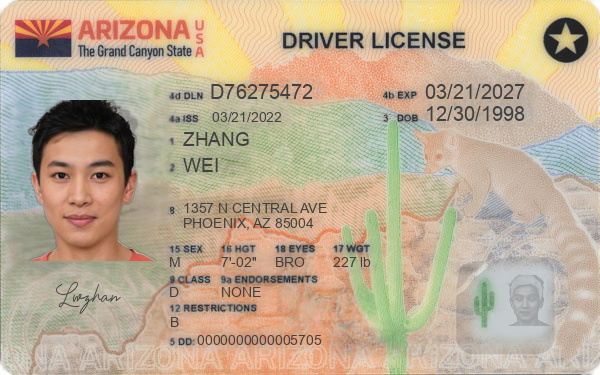 ARIZONA USA
The Grand Canyon State
DRIVER LICENSE
4d DLN D76275472
4b EXP 03/21/2027
4a ISS 03/21/2022
3 DOB 12/30/1998
1 ZHANG
2 WEI
8 1357 N CENTRAL AVE
PHOENIX, AZ 85004
15 SEX 16 HGT 18 EYES 17 WGT
M 7'-02" BRO 227 lb
9 CLASS 9a ENDORSEMENTS
D NONE
12 RESTRICTIONS
B
5 DD: 0000000000005705
Lwzhan
ARIZONA ARIZONA ARIZONA ARIZONA